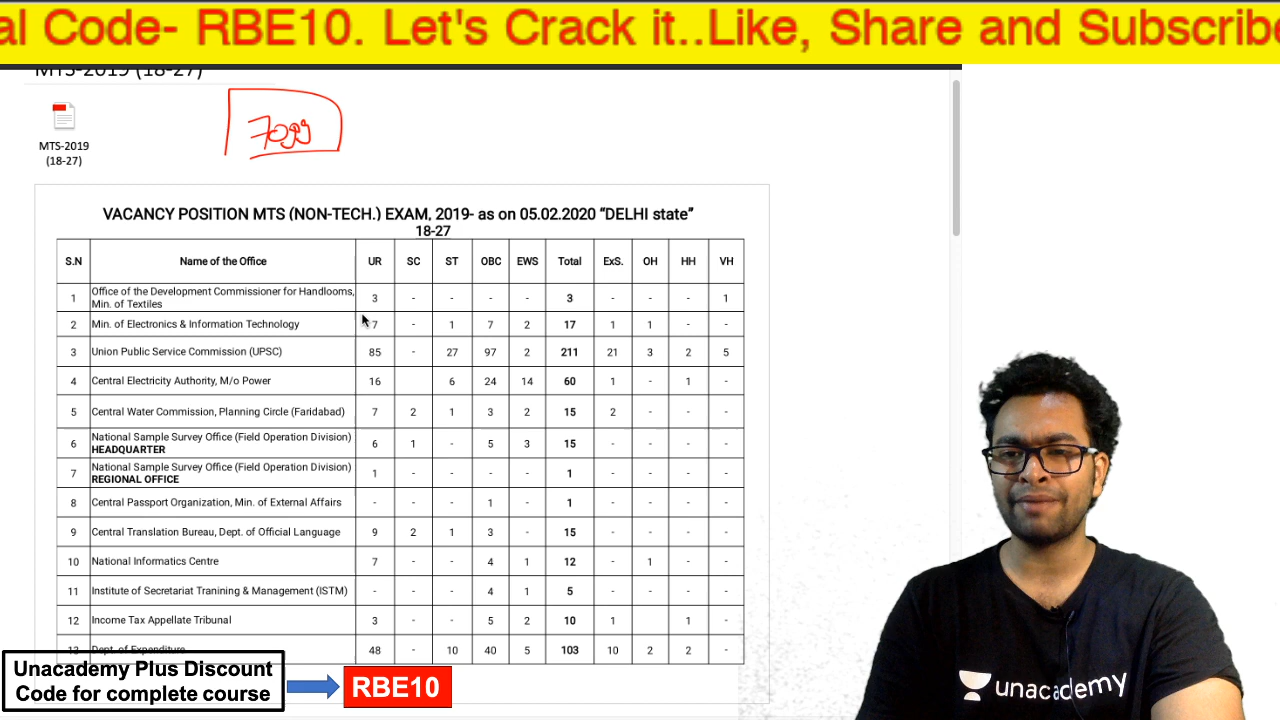 al Code- RBE10. Let's Crack it..Like, Share and Subscribe
MTS-2019 (18-27)
MTS-2019
(18-27)
7099
VACANCY POSITION MTS (NON-TECH.) EXAM, 2019- as on 05.02.2020 “DELHI state”
18-27
S.N Name of the Office UR SC ST OBC EWS Total ExS. OH HH VH
1 Office of the Development Commissioner for Handlooms, Min. of Textiles 3 - - - - 3 - - - 1
2 Min. of Electronics & Information Technology 7 - 1 7 2 17 1 1 - -
3 Union Public Service Commission (UPSC) 85 - 27 97 2 211 21 3 2 5
4 Central Electricity Authority, M/o Power 16 6 24 14 60 1 - 1 -
5 Central Water Commission, Planning Circle (Faridabad) 7 2 1 3 2 15 2 - - -
6 National Sample Survey Office (Field Operation Division) HEADQUARTER 6 1 - 5 3 15 - - - -
7 National Sample Survey Office (Field Operation Division) REGIONAL OFFICE 1 - - - - 1 - - - -
8 Central Passport Organization, Min. of External Affairs - - - 1 - 1 - - - -
9 Central Translation Bureau, Dept. of Official Language 9 2 1 3 - 15 - - - -
10 National Informatics Centre 7 - - 4 1 12 - 1 - -
11 Institute of Secretariat Tranining & Management (ISTM) - - - 4 1 5 - - - -
12 Income Tax Appellate Tribunal 3 - - 5 2 10 1 - 1 -
13 Dept. of Expenditure 48 - 10 40 5 103 10 2 2 -
Unacademy Plus Discount
Code for complete course
RBE10
unacademy